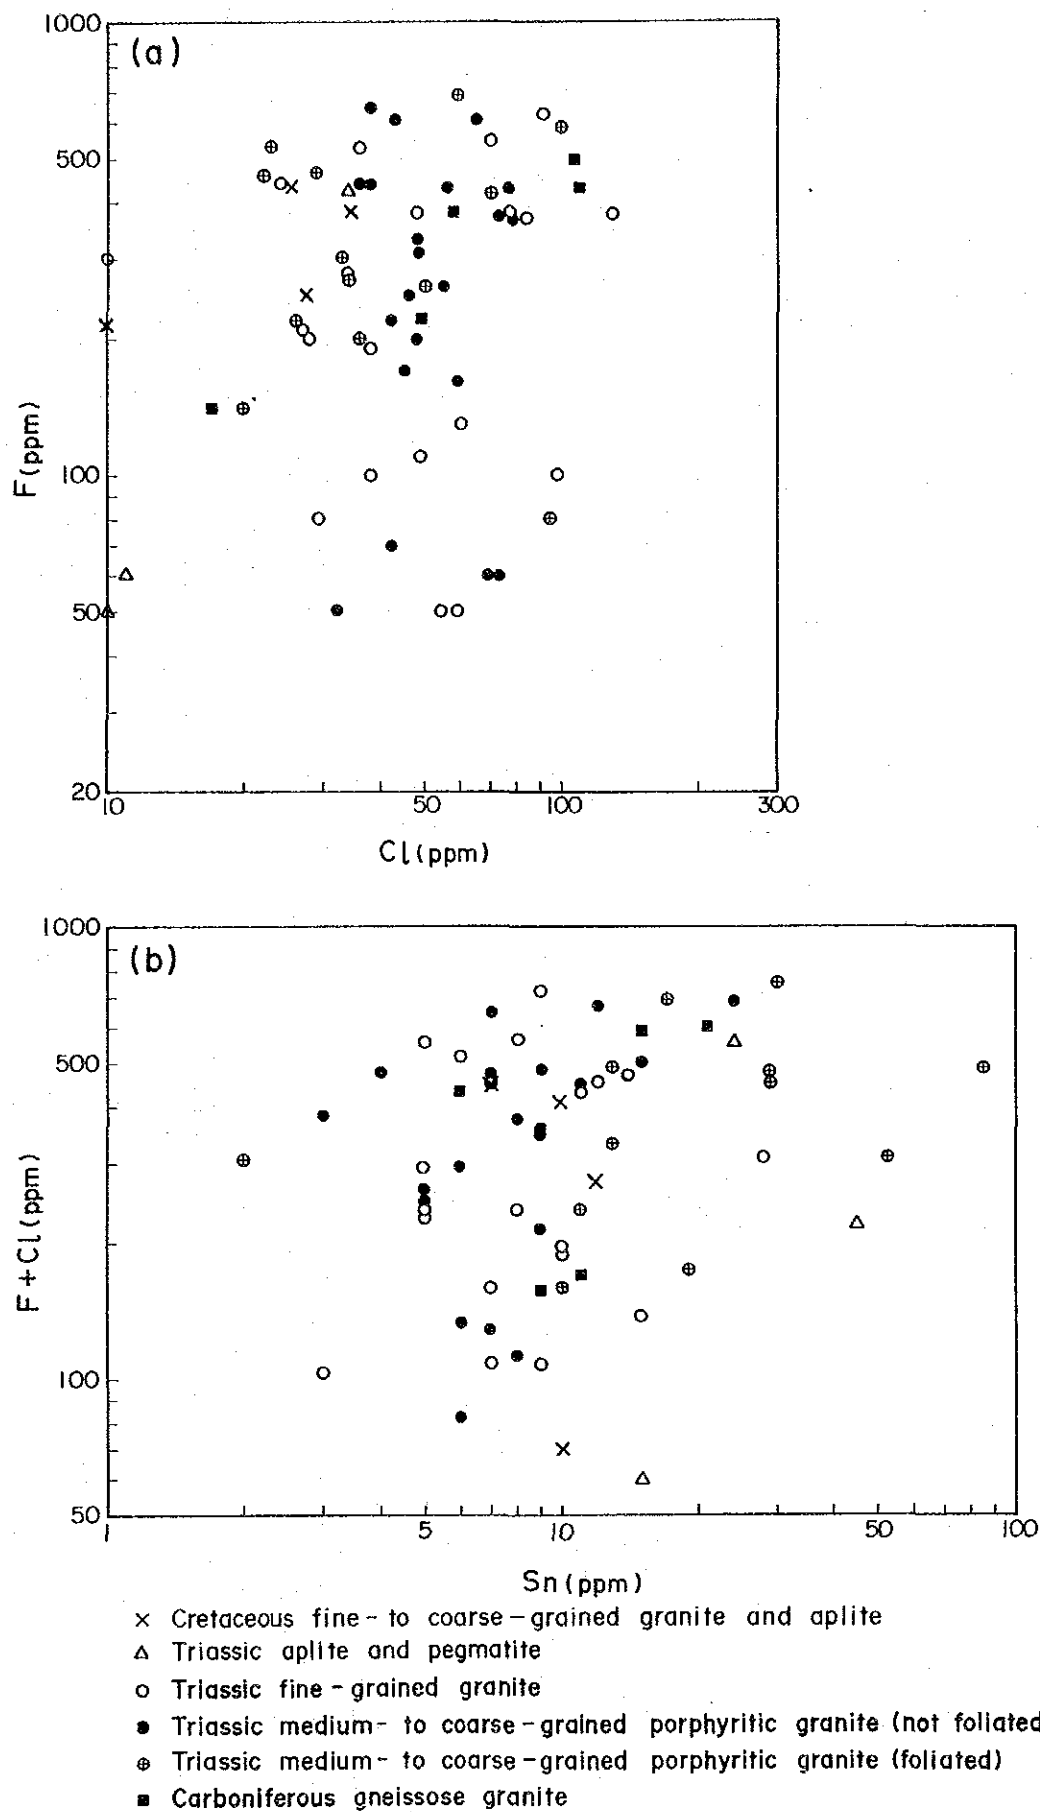 1000
(a)
500
F(ppm)
100
50
20
10 50 100 300
Cl(ppm)
1000
(b)
500
F+Cl(ppm)
100
50
1 5 10 50 100
Sn(ppm)
× Cretaceous fine-to coarse-grained granite and aplite
△ Triassic aplite and pegmatite
○ Triassic fine-grained granite
● Triassic medium- to coarse-grained porphyritic granite (not foliated
⊕ Triassic medium- to coarse-grained porphyritic granite (foliated)
■ Carboniferous gneissose granite